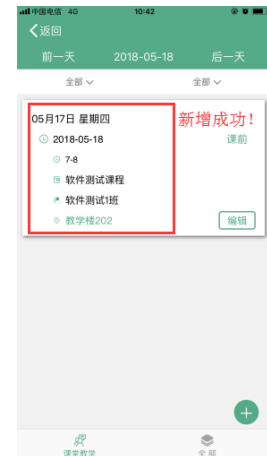 中国电信 4G 10:42
返回
前一天 2018-05-18 后一天
全部 全部
05月17日 星期四 新增成功！
2018-05-18 课前
7-8
软件测试课程
软件测试1班
教学楼202 编辑
课堂教学 全部